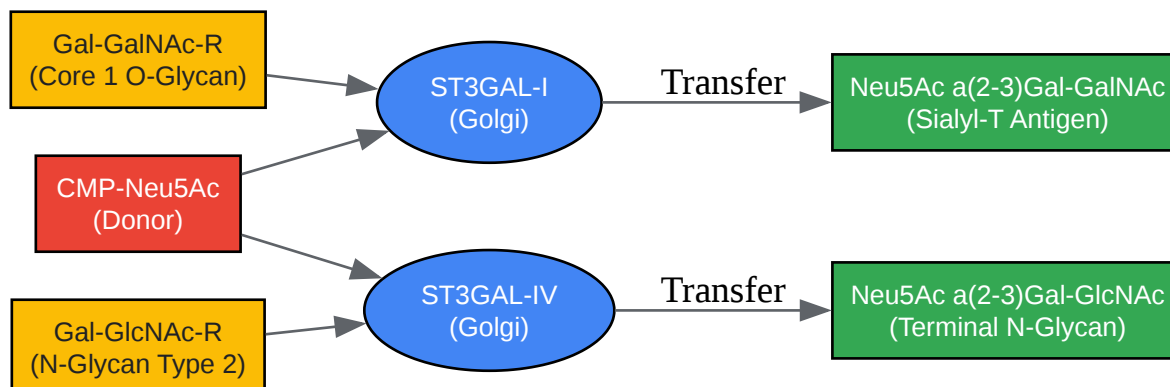 Gal-GalNAc-R
(Core 1 O-Glycan)
ST3GAL-I
(Golgi)
Transfer
Neu5Ac a(2-3)Gal-GalNAc
(Sialyl-T Antigen)
CMP-Neu5Ac
(Donor)
Gal-GlcNAc-R
(N-Glycan Type 2)
ST3GAL-IV
(Golgi)
Transfer
Neu5Ac a(2-3)Gal-GlcNAc
(Terminal N-Glycan)